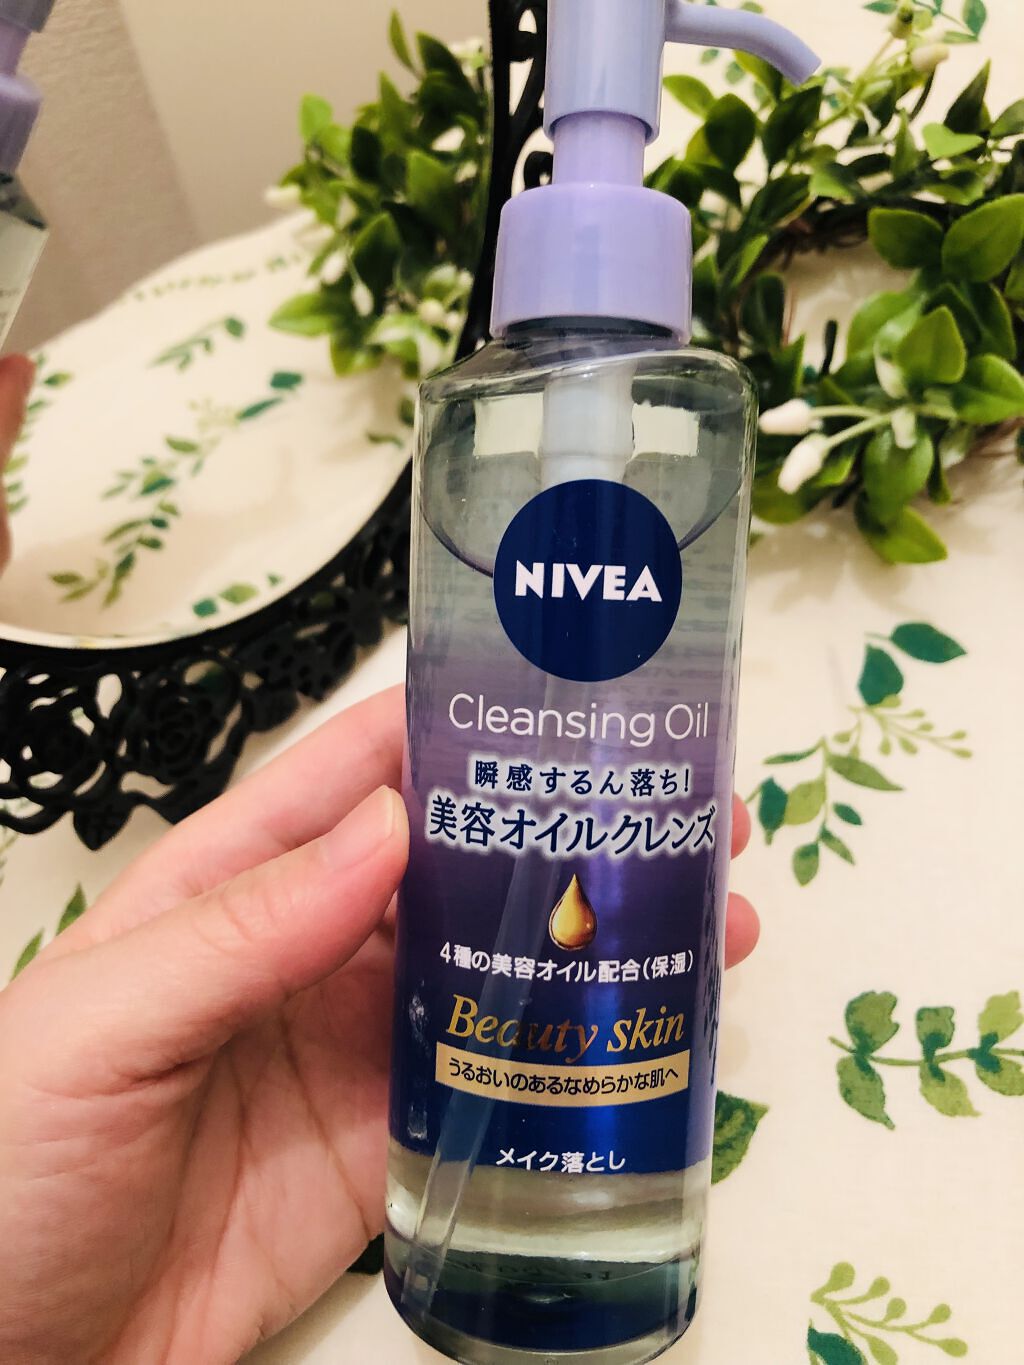 NIVEA
Cleansing Oil
瞬感するん落ち!
美容オイルクレンズ
4種の美容オイル配合(保湿)
Beauty skin
うるおいのあるなめらかな肌へ
メイク落とし